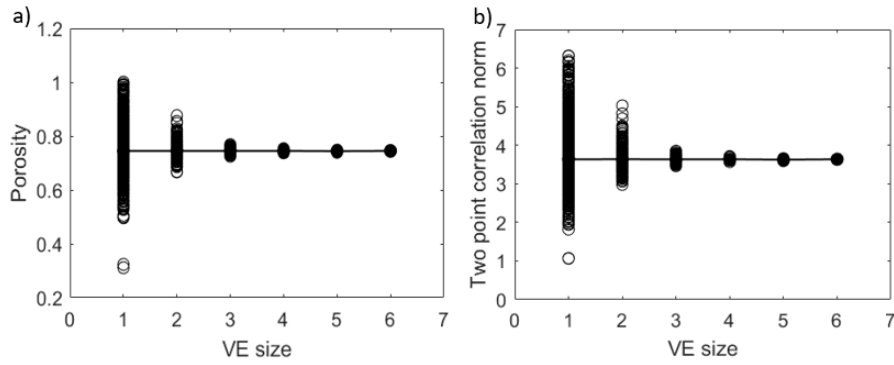 a)
1.2
1
0.8
0.6
0.4
0.2
Porosity
0 1 2 3 4 5 6 7
VE size
b)
7
6
5
4
3
2
1
0
Two point correlation norm
0 1 2 3 4 5 6 7
VE size